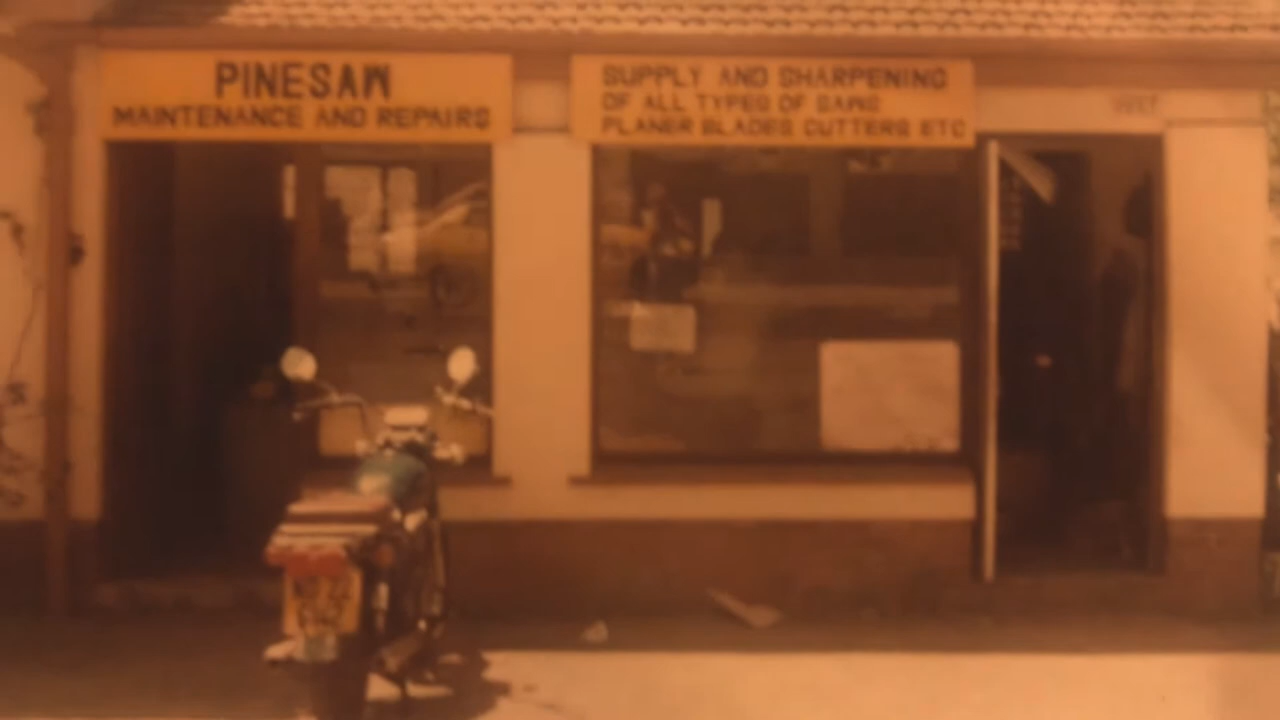 PINESAW
MAINTENANCE AND REPAIRS
SUPPLY AND SHARPENING
OF ALL TYPES OF SAWS
PLANER BLADES CUTTERS ETC